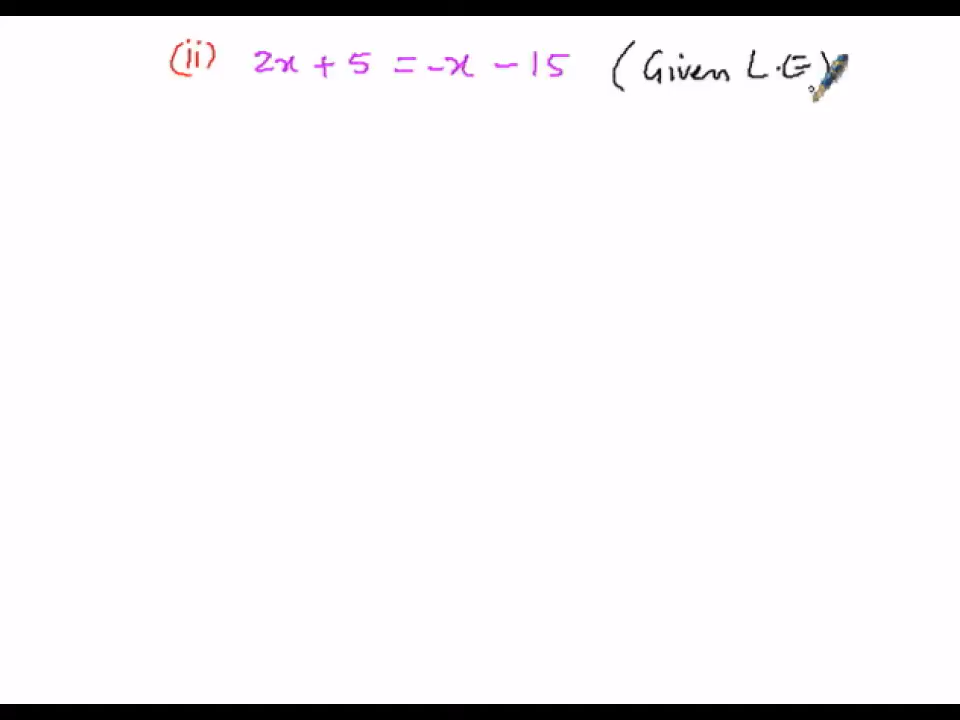 (ii) 2x + 5 = -x - 15 (Given L.E)